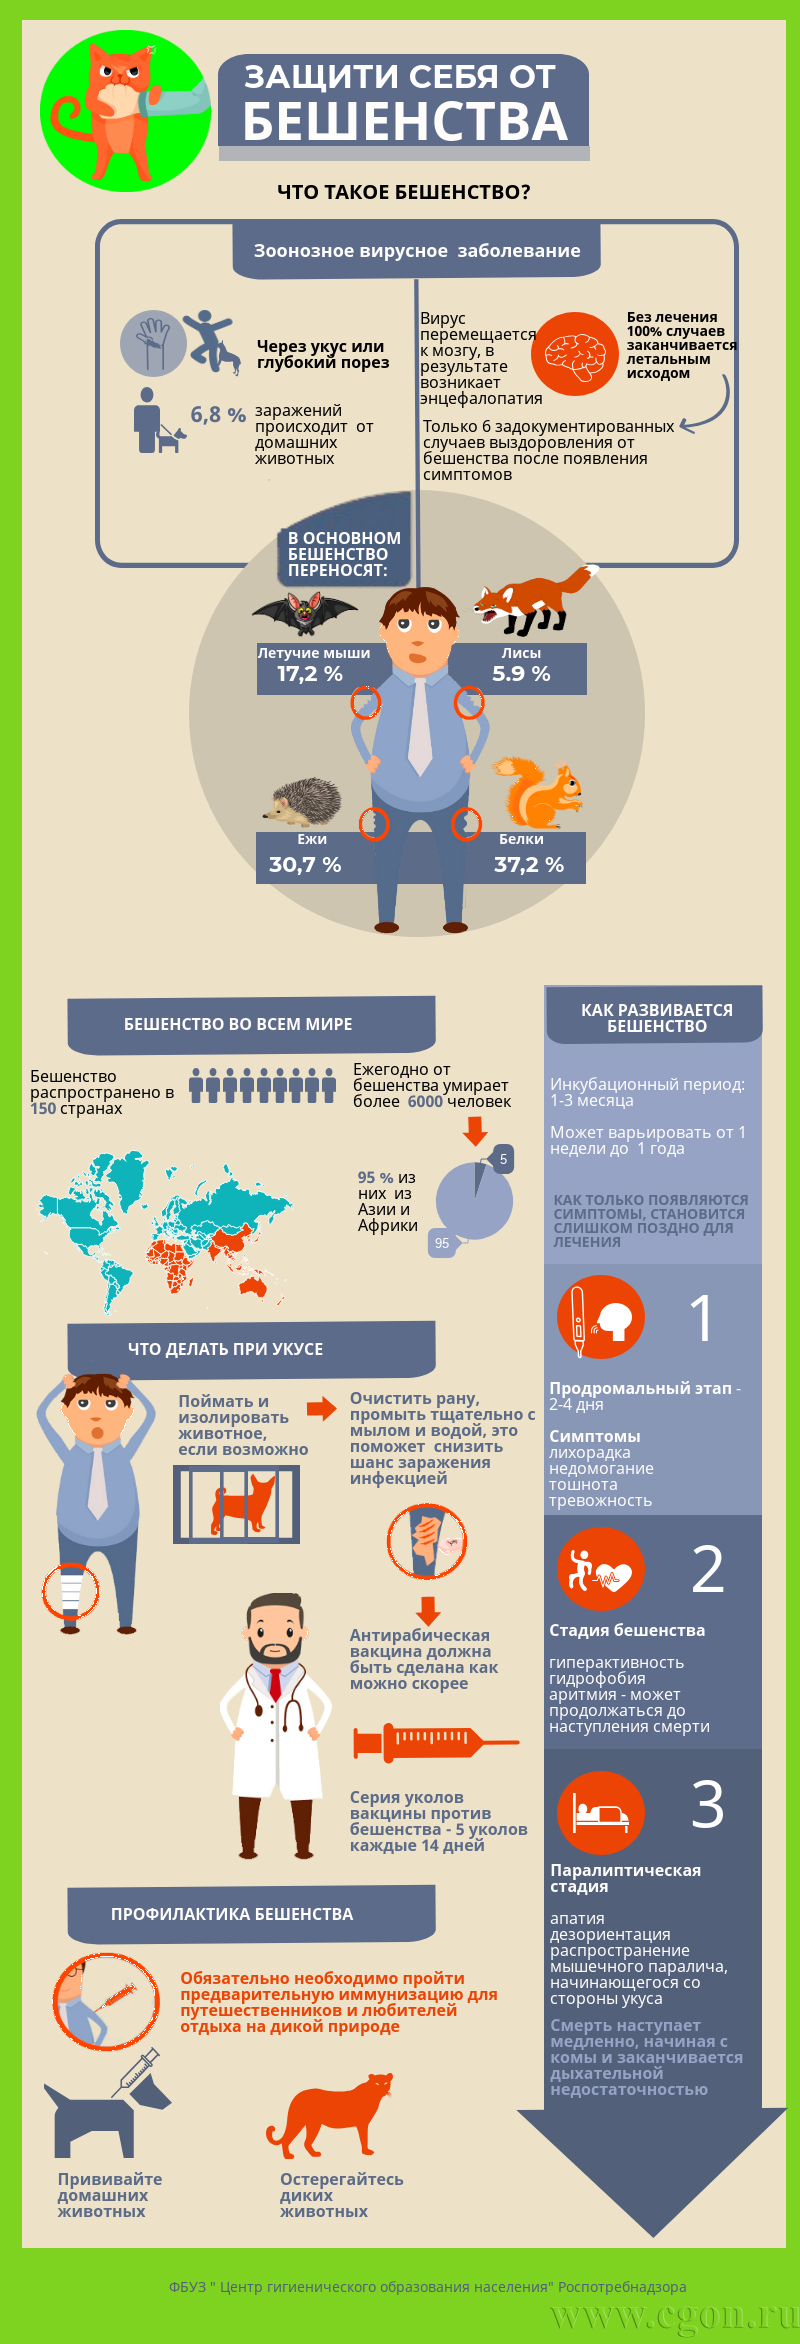 ЗАЩИТИ СЕБЯ ОТ
БЕШЕНСТВА
ЧТО ТАКОЕ БЕШЕНСТВО?
Зоонозное вирусное заболевание
Через укус или
глубокий порез
6,8 %
заражений
происходит от
домашних
животных
Вирус
перемещается
к мозгу, в
результате
возникает
энцефалопатия
Без лечения
100% случаев
заканчивается
летальным
исходом
Только 6 задокументированных
случаев выздоровления от
бешенства после появления
симптомов
В ОСНОВНОМ
БЕШЕНСТВО
ПЕРЕНОСЯТ:
Летучие мыши
17,2 %
Лисы
5.9 %
Ежи
30,7 %
Белки
37,2 %
БЕШЕНСТВО ВО ВСЕМ МИРЕ
Бешенство
распространено в
150 странах
Ежегодно от
бешенства умирает
более 6000 человек
95 % из
них из
Азии и
Африки
5
95
ЧТО ДЕЛАТЬ ПРИ УКУСЕ
Поймать и
изолировать
животное,
если возможно
Очистить рану,
промыть тщательно с
мылом и водой, это
поможет снизить
шанс заражения
инфекцией
Антирабическая
вакцина должна
быть сделана как
можно скорее
Серия уколов
вакцины против
бешенства - 5 уколов
каждые 14 дней
ПРОФИЛАКТИКА БЕШЕНСТВА
Обязательно необходимо пройти
предварительную иммунизацию для
путешественников и любителей
отдыха на дикой природе
Прививайте
домашних
животных
Остерегайтесь
диких
животных
КАК РАЗВИВАЕТСЯ
БЕШЕНСТВО
Инкубационный период:
1-3 месяца
Может варьировать от 1
недели до 1 года
КАК ТОЛЬКО ПОЯВЛЯЮТСЯ
СИМПТОМЫ, СТАНОВИТСЯ
СЛИШКОМ ПОЗДНО ДЛЯ
ЛЕЧЕНИЯ
1
Продромальный этап -
2-4 дня
Симптомы
лихорадка
недомогание
тошнота
тревожность
2
Стадия бешенства
гиперактивность
гидрофобия
аритмия - может
продолжаться до
наступления смерти
3
Паралиптическая
стадия
апатия
дезориентация
распространение
мышечного паралича,
начинающегося со
стороны укуса
Смерть наступает
медленно, начиная с
комы и заканчивается
дыхательной
недостаточностью
ФБУЗ " Центр гигиенического образования населения" Роспотребнадзора
www.cgon.ru